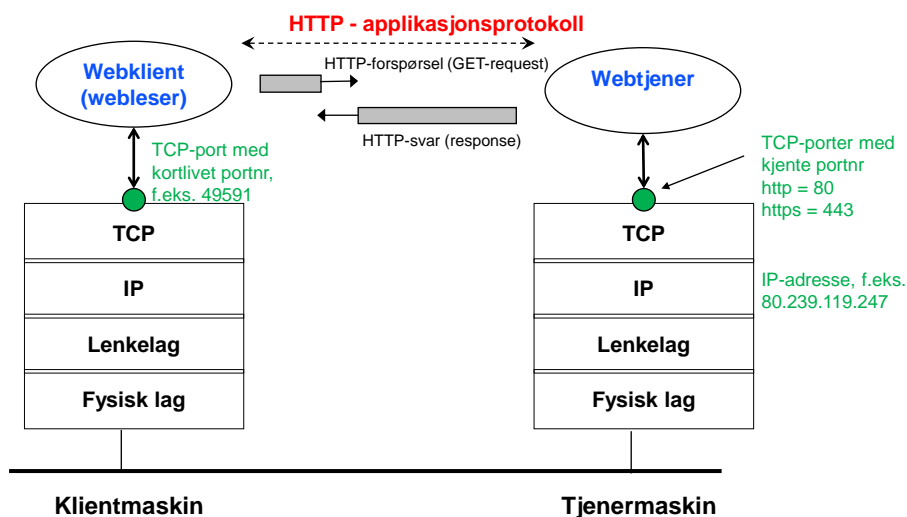 HTTP - applikasjonsprotokoll
Webklient
(webleser)
HTTP-forspørsel (GET-request)
HTTP-svar (response)
Webtjener
TCP-port med
kortlivet portnr,
f.eks. 49591
TCP-porter med
kjente portnr
http = 80
https = 443
TCP
IP
Lenkelag
Fysisk lag
TCP
IP
Lenkelag
Fysisk lag
IP-adresse, f.eks.
80.239.119.247
Klientmaskin
Tjenermaskin